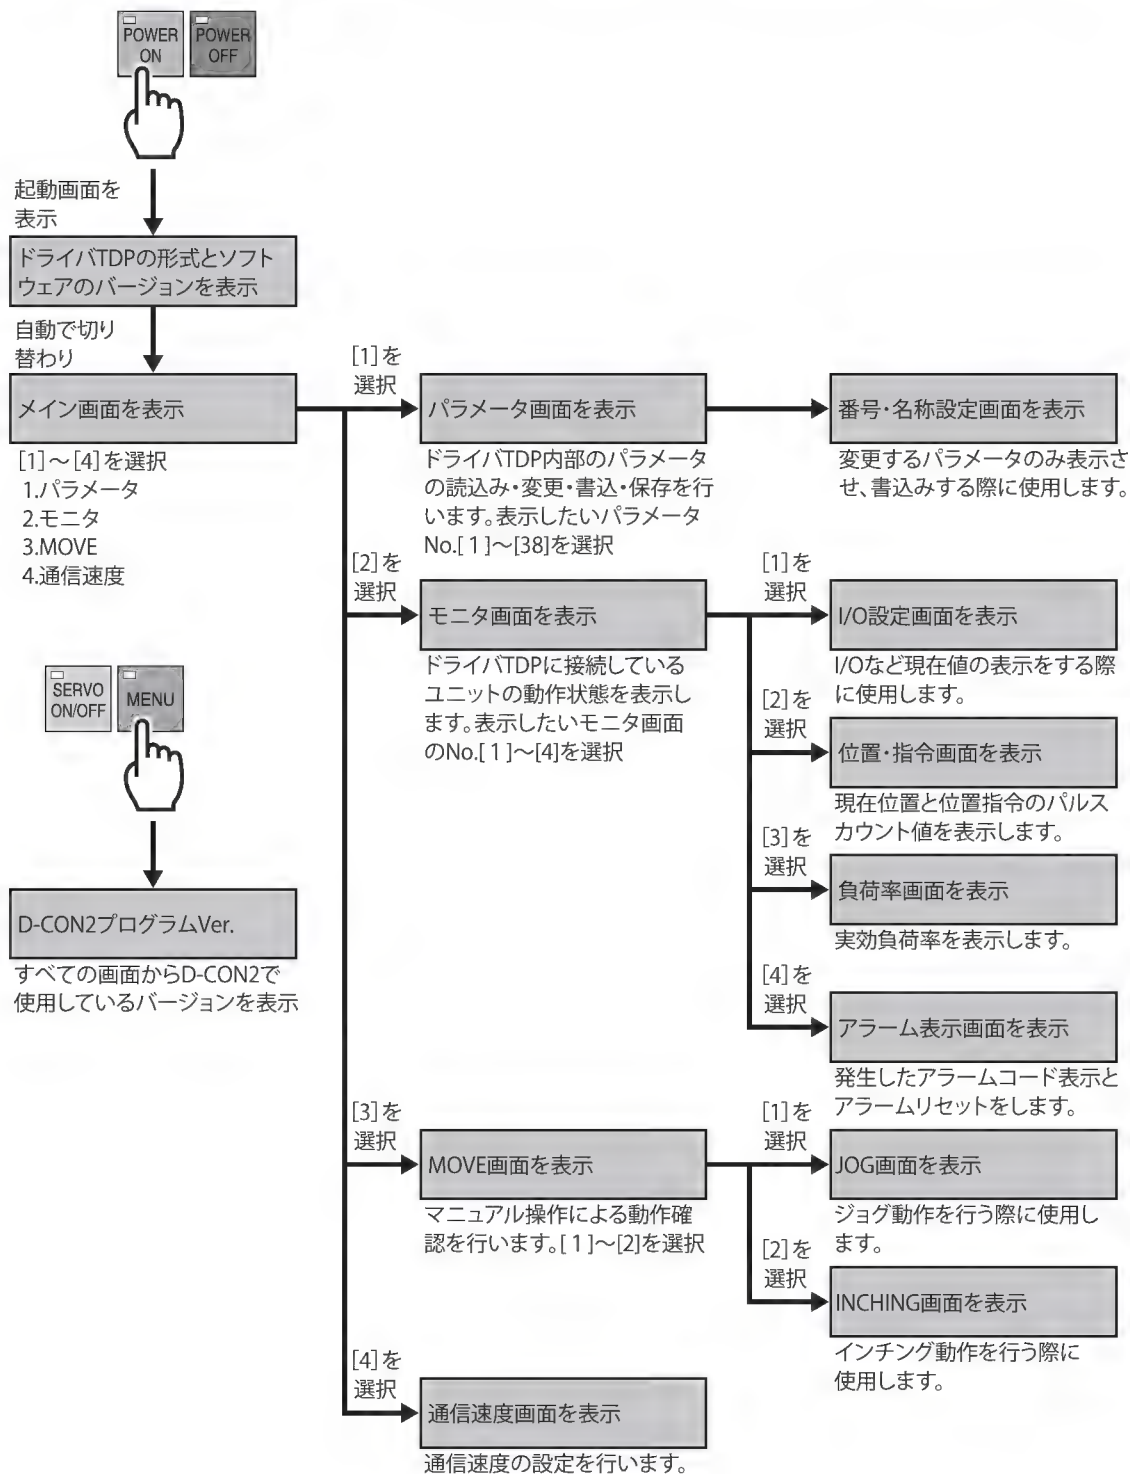 POWER
ON
POWER
OFF
起動画面を
表示
ドライバTDPの形式とソフト
ウェアのバージョンを表示
自動で切り
替わり
メイン画面を表示
[1]～[4]を選択
1.パラメータ
2.モニタ
3.MOVE
4.通信速度
SERVO
ON/OFF
MENU
D-CON2プログラムVer.
すべての画面からD-CON2で
使用しているバージョンを表示
[1]を
選択
パラメータ画面を表示
ドライバTDP内部のパラメータ
の読込み・変更・書込・保存を行
います。表示したいパラメータ
No.[1]～[38]を選択
番号・名称設定画面を表示
変更するパラメータのみ表示さ
せ、書込みする際に使用します。
[2]を
選択
モニタ画面を表示
ドライバTDPに接続している
ユニットの動作状態を表示し
ます。表示したいモニタ画面
のNo.[1]～[4]を選択
[1]を
選択
I/O設定画面を表示
I/Oなど現在値の表示をする際
に使用します。
[2]を
選択
位置・指令画面を表示
現在位置と位置指令のパルス
カウント値を表示します。
[3]を
選択
負荷率画面を表示
実効負荷率を表示します。
[4]を
選択
アラーム表示画面を表示
発生したアラームコード表示と
アラームリセットをします。
[3]を
選択
MOVE画面を表示
マニュアル操作による動作確
認を行います。[1]～[2]を選択
[1]を
選択
JOG画面を表示
ジョグ動作を行う際に使用し
ます。
[2]を
選択
INCHING画面を表示
インチング動作を行う際に
使用します。
[4]を
選択
通信速度画面を表示
通信速度の設定を行います。